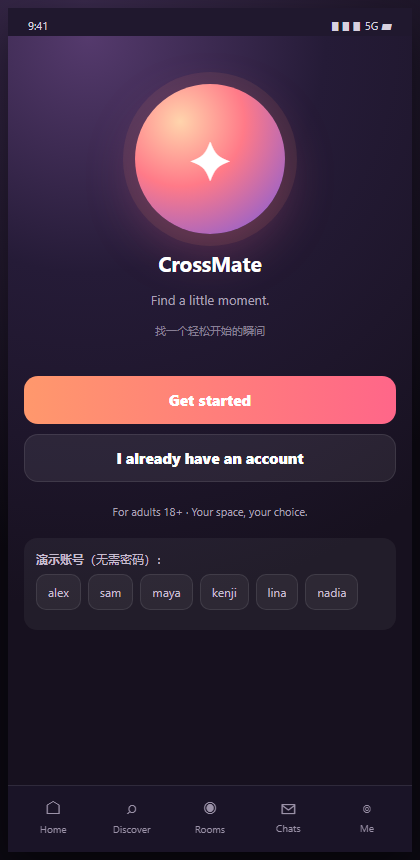 9:41 5G
CrossMate
Find a little moment.
找一个轻松开始的瞬间
Get started
I already have an account
For adults 18+ · Your space, your choice.
演示账号（无需密码）：
alex sam maya kenji lina nadia
Home Discover Rooms Chats Me